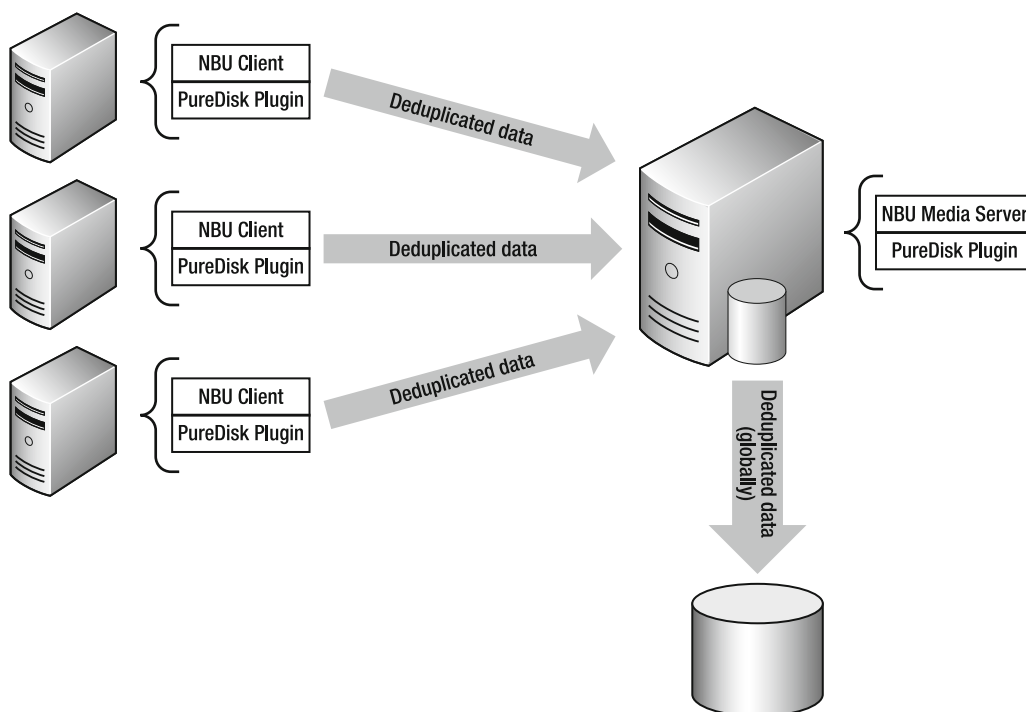 NBU Client
PureDisk Plugin
Deduplicated data
NBU Client
PureDisk Plugin
Deduplicated data
NBU Media Server
PureDisk Plugin
NBU Client
PureDisk Plugin
Deduplicated data
Deduplicated data
(globally)